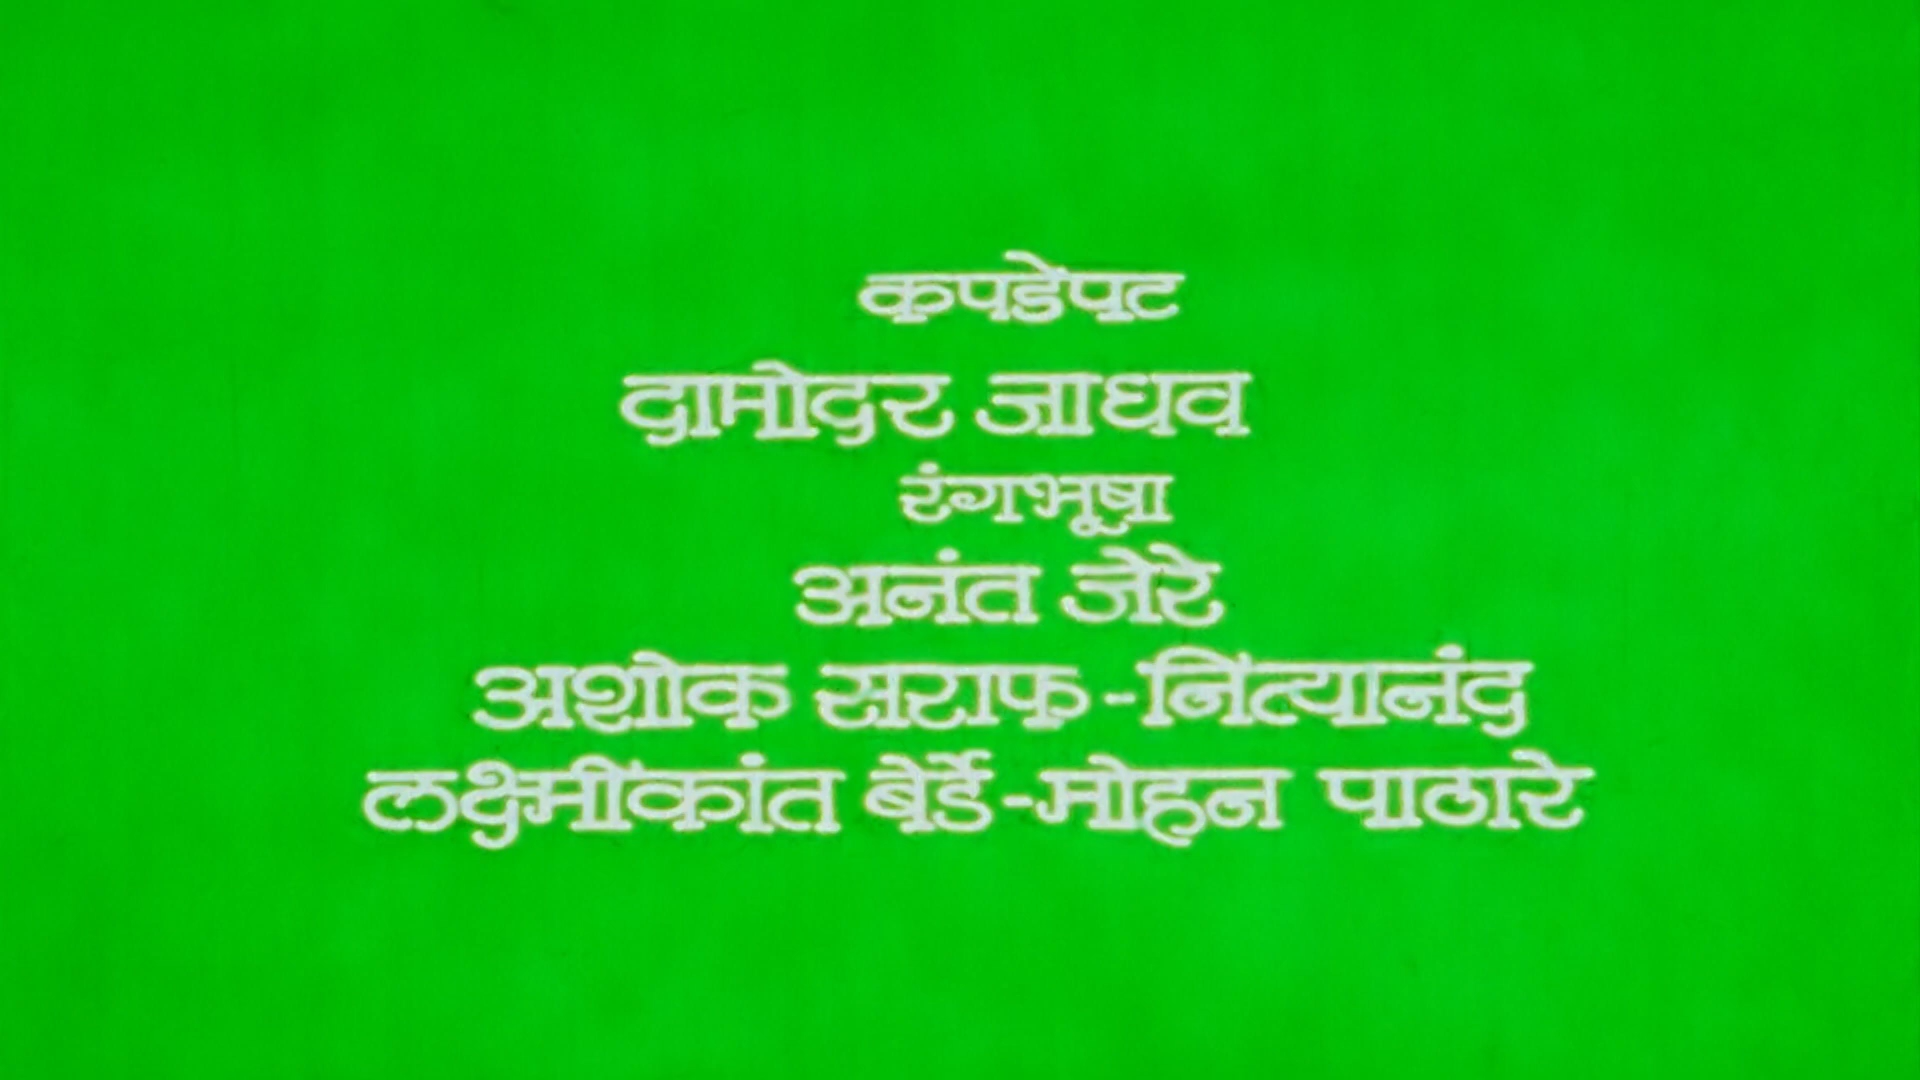 कपडेपट
दामोदर जाधव
रंगभूषा
अनंत जेरे
अशोक सराफ-नित्यानंद
लक्ष्मीकांत बेर्डे-मोहन पाठारे